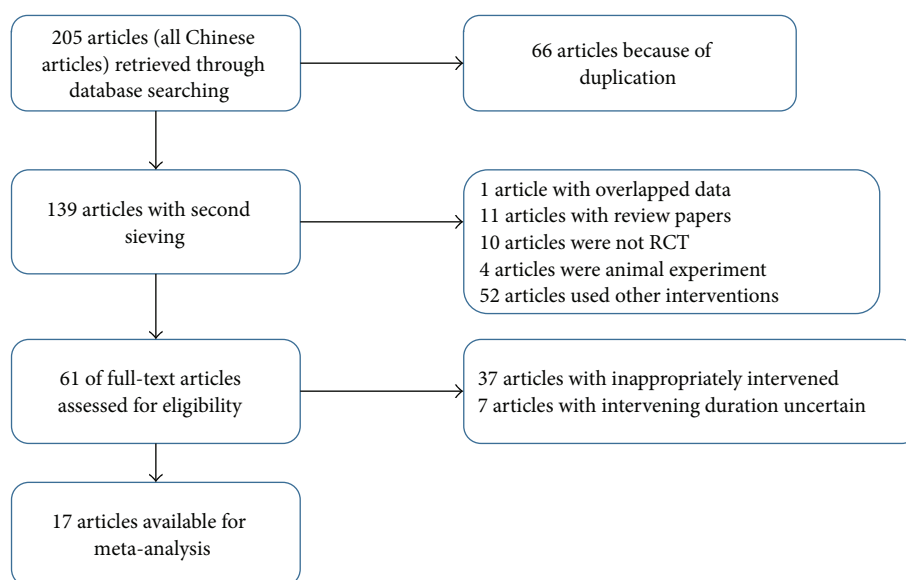 205 articles (all Chinese
articles) retrieved through
database searching
66 articles because of
duplication
139 articles with second
sieving
1 article with overlapped data
11 articles with review papers
10 articles were not RCT
4 articles were animal experiment
52 articles used other interventions
61 of full-text articles
assessed for eligibility
37 articles with inappropriately intervened
7 articles with intervening duration uncertain
17 articles available for
meta-analysis